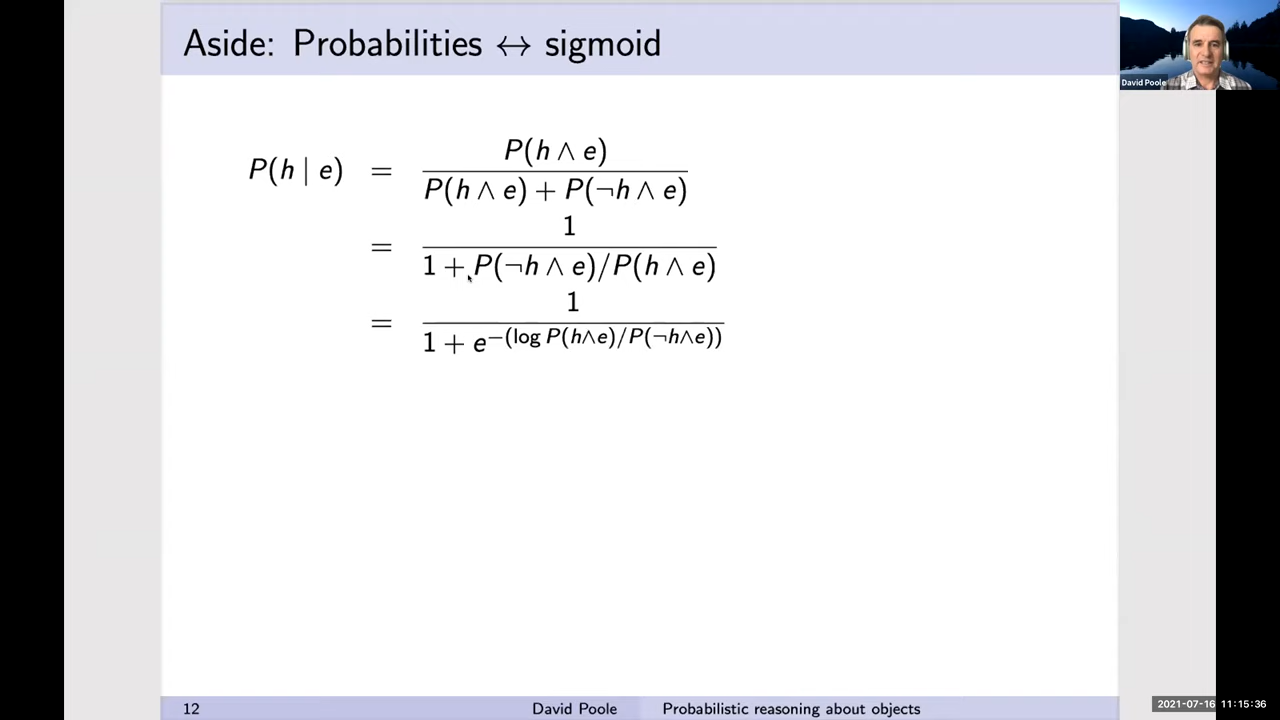 Aside: Probabilities ↔ sigmoid
David Poole
P(h | e) = P(h ∧ e) / P(h ∧ e) + P(¬h ∧ e)
= 1 / 1 + P(¬h ∧ e)/P(h ∧ e)
= 1 / 1 + e^−(log P(h∧e)/P(¬h∧e))
12 David Poole Probabilistic reasoning about objects
2021-07-16 11:15:36